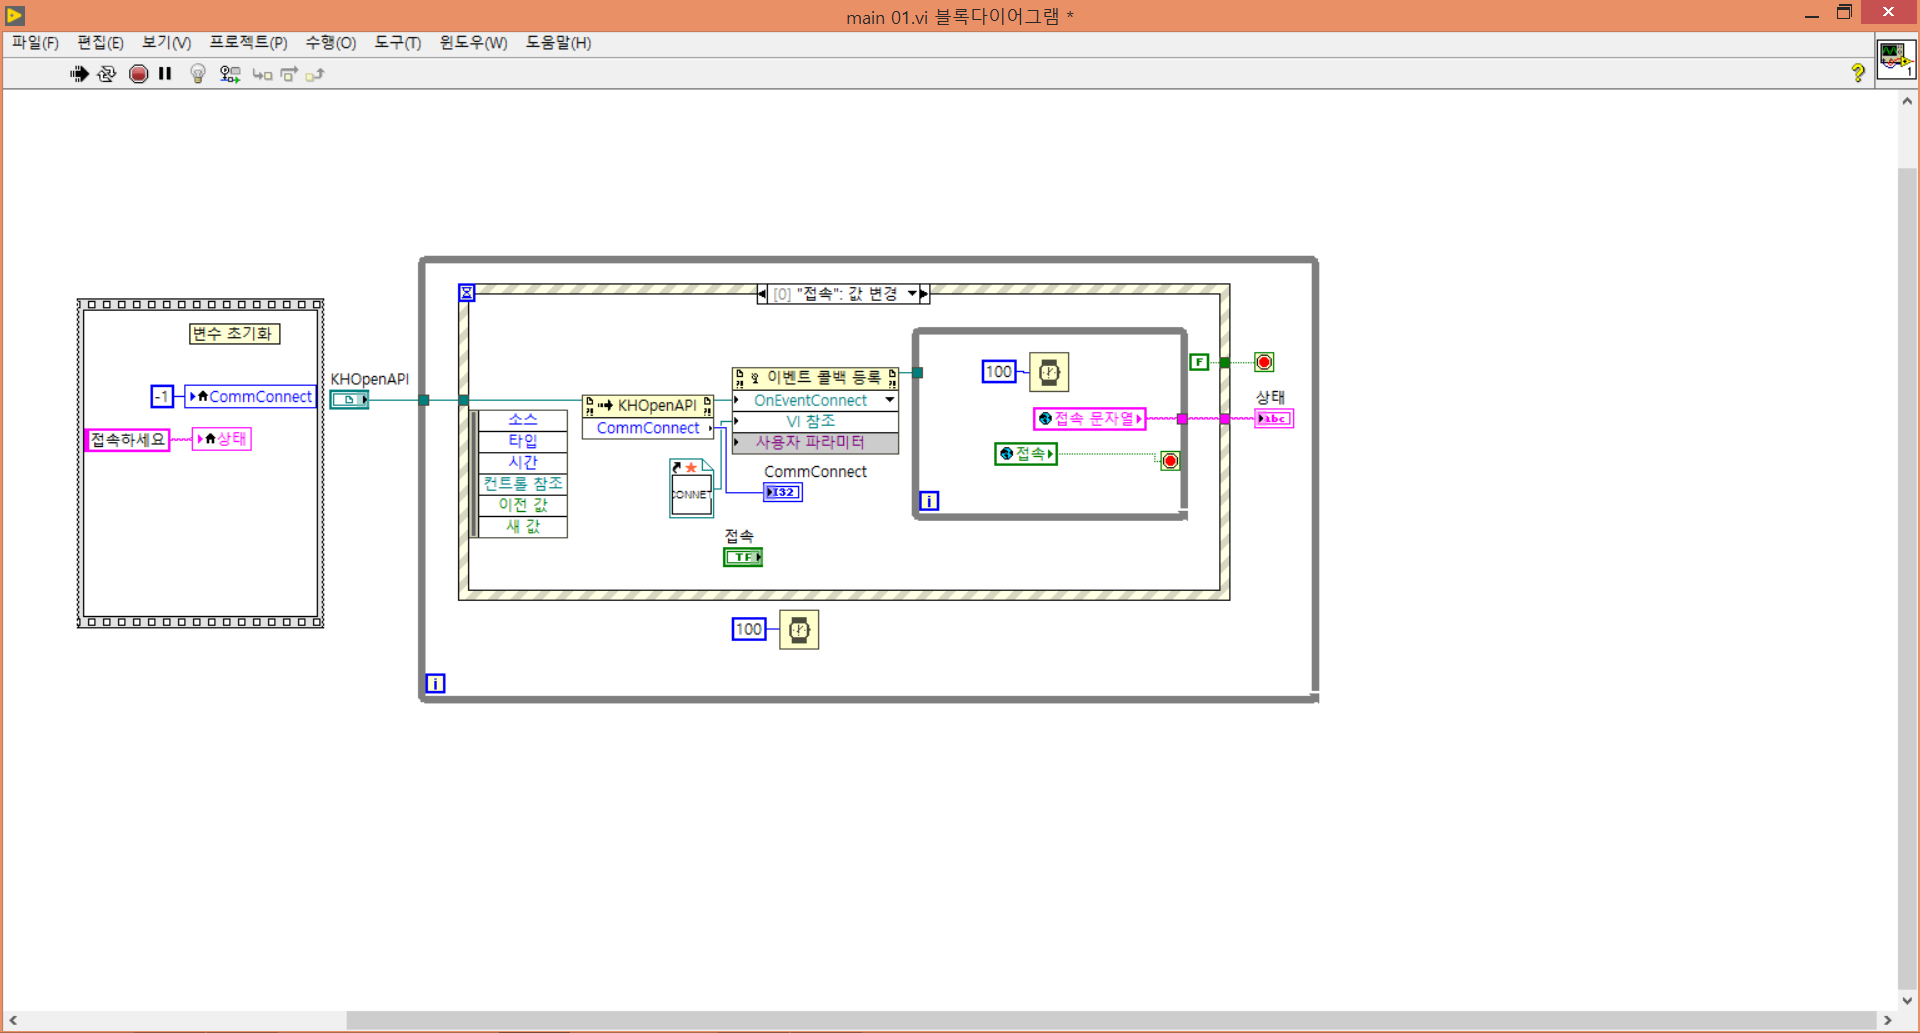 main 01.vi 블록다이어그램 *
파일(F) 편집(E) 보기(V) 프로젝트(P) 수행(O) 도구(T) 윈도우(W) 도움말(H)
?
1
[0] "접속": 값 변경
변수 초기화
-1
CommConnect
접속하세요
상태
KHOpenAPI
소스
타입
시간
컨트롤 참조
이전 값
새 값
KHOpenAPI
CommConnect
이벤트 콜백 등록
OnEventConnect
VI 참조
사용자 파라미터
CONNET
CommConnect
I32
접속
TF
100
접속 문자열
접속
i
F
상태
abc
100
i